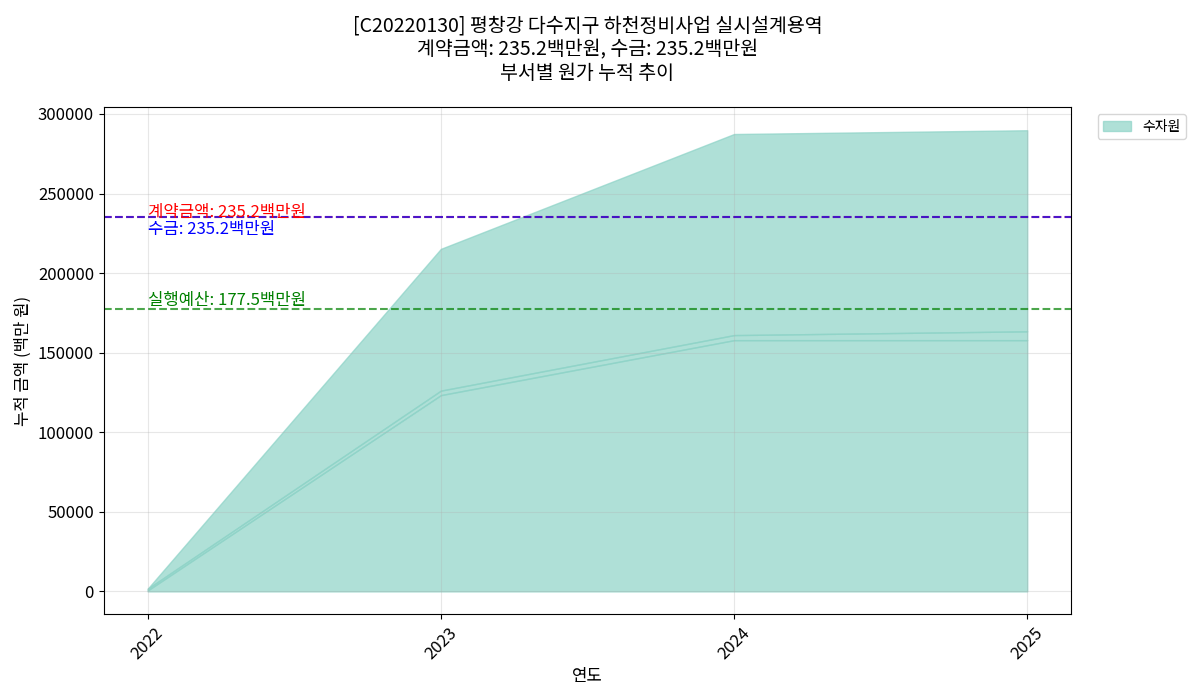 [C20220130] 평창강 다수지구 하천정비사업 실시설계용역
계약금액: 235.2백만원, 수금: 235.2백만원
부서별 원가 누적 추이
수자원
누적 금액 (백만 원)
300000
250000
200000
150000
100000
50000
0
계약금액: 235.2백만원
수금: 235.2백만원
실행예산: 177.5백만원
2022
2023
2024
2025
연도